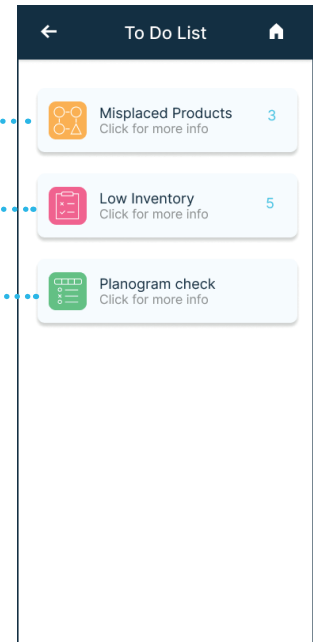 To Do List
Misplaced Products 3
Click for more info
Low Inventory 5
Click for more info
Planogram check
Click for more info